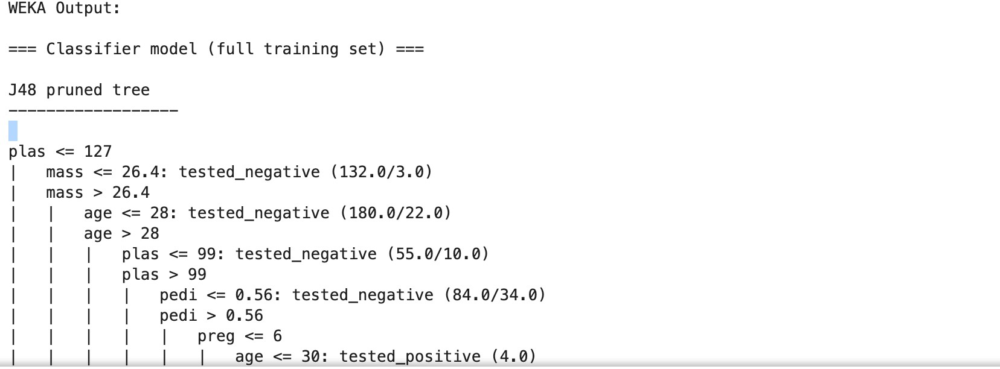 WEKA Output:
=== Classifier model (full training set) ===
J48 pruned tree
------------------
plas <= 127
|   mass <= 26.4: tested_negative (132.0/3.0)
|   mass > 26.4
|   |   age <= 28: tested_negative (180.0/22.0)
|   |   age > 28
|   |   |   plas <= 99: tested_negative (55.0/10.0)
|   |   |   plas > 99
|   |   |   |   pedi <= 0.56: tested_negative (84.0/34.0)
|   |   |   |   pedi > 0.56
|   |   |   |   |   preg <= 6
|   |   |   |   |   |   age <= 30: tested_positive (4.0)